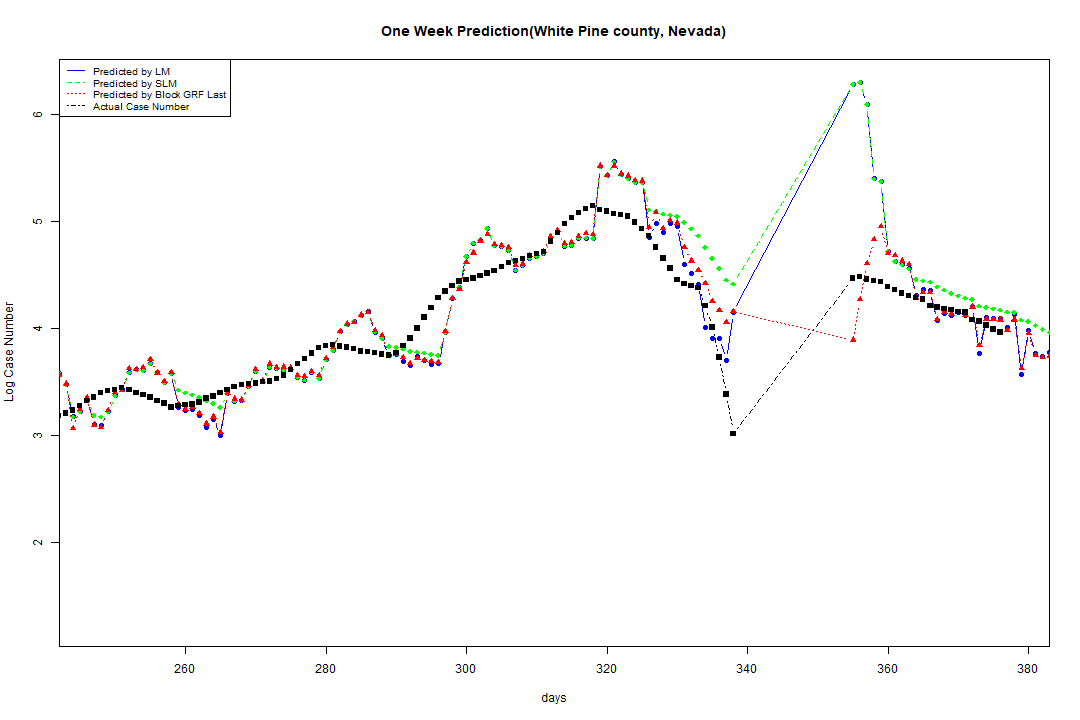 One Week Prediction(White Pine county, Nevada)
Predicted by LM
Predicted by SLM
Predicted by Block GRF Last
Actual Case Number
6
5
4
3
2
Log Case Number
260 280 300 320 340 360 380
days